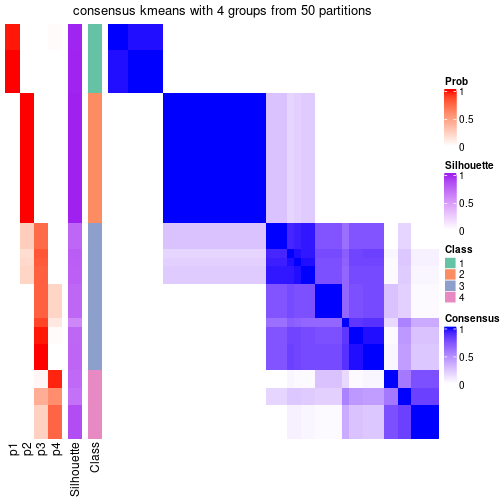 consensus kmeans with 4 groups from 50 partitions
Prob
1
0.5
0
Silhouette
1
0.5
0
Class
1
2
3
4
Consensus
1
0.5
0
p1
p2
p3
p4
Silhouette
Class